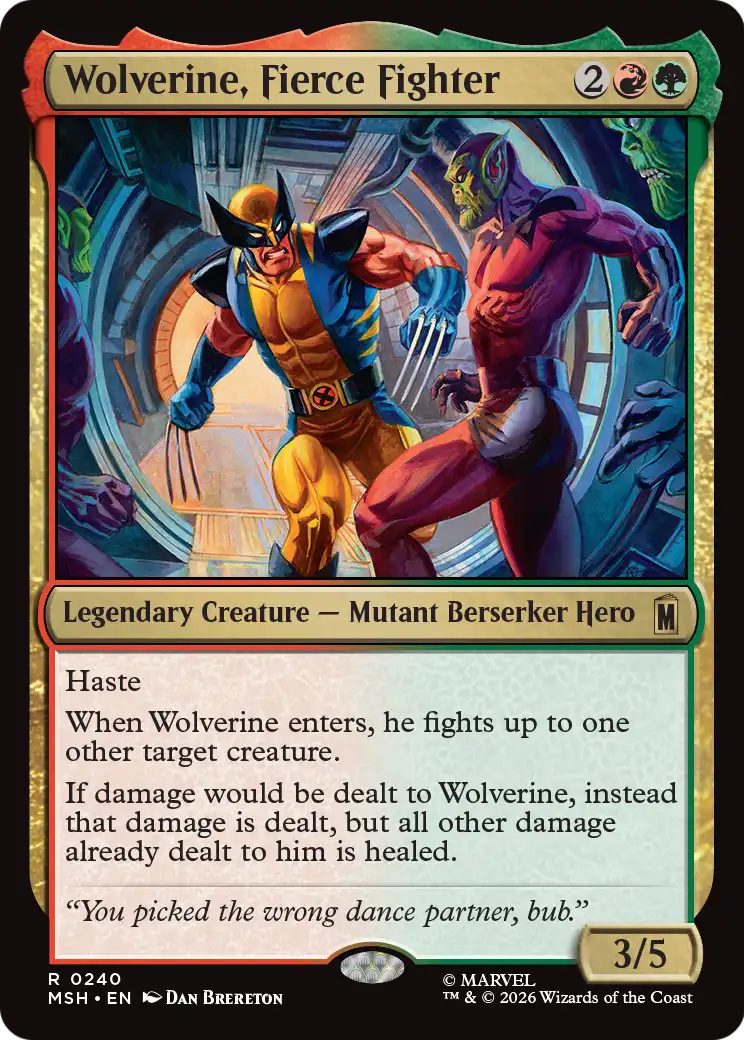 Wolverine, Fierce Fighter 2
Legendary Creature — Mutant Berserker Hero M
Haste
When Wolverine enters, he fights up to one
other target creature.
If damage would be dealt to Wolverine, instead
that damage is dealt, but all other damage
already dealt to him is healed.
“You picked the wrong dance partner, bub.”
3/5
R 0240
MSH • EN DAN BRERETON
© MARVEL
™ & © 2026 Wizards of the Coast